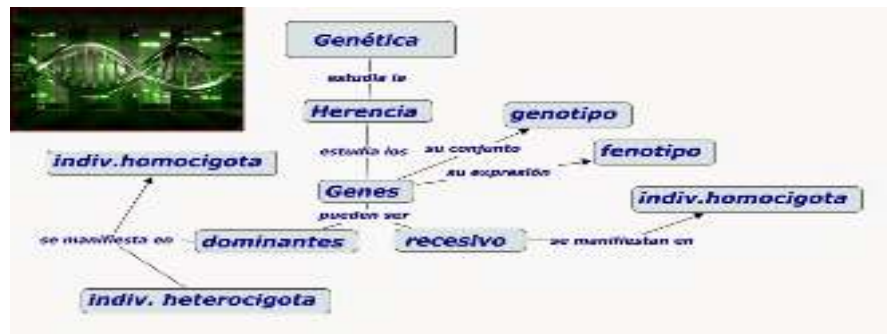 Genética
estudia la
Herencia
genotipo
estudia los
su conjunto
fenotipo
indiv.homocigota
su expresión
Genes
indiv.homocigota
pueden ser
se manifiesta en
dominantes
recesivo
se manifiestan en
indiv. heterocigota